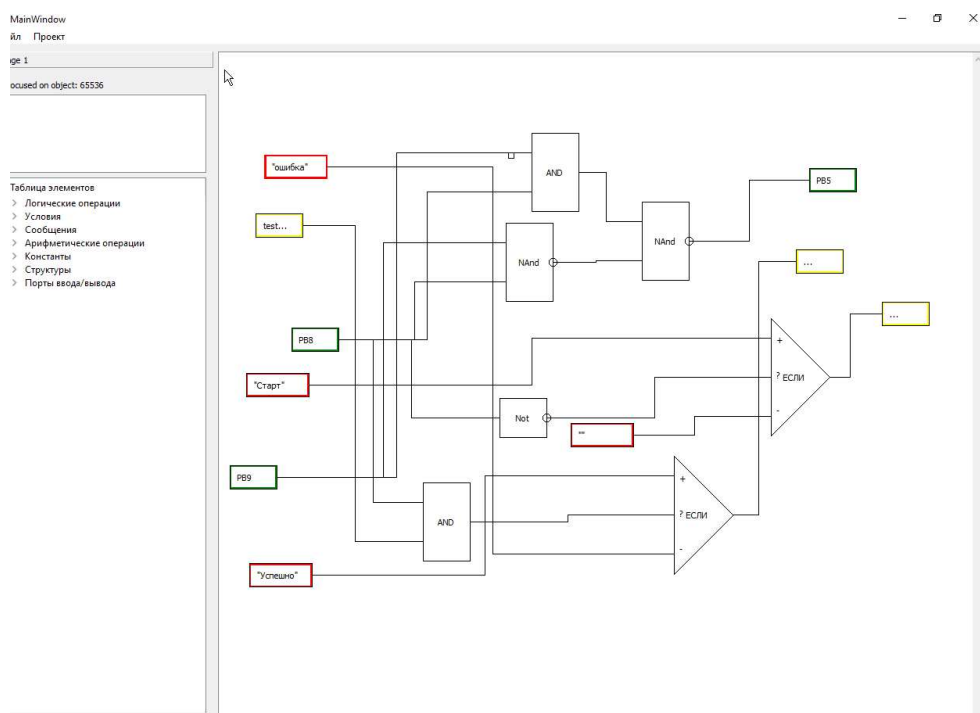 MainWindow
йл Проект
ge 1
ocused on object: 65536
Таблица элементов
Логические операции
Условия
Сообщения
Арифметические операции
Константы
Структуры
Порты ввода/вывода
"ошибка"
AND
PB5
test...
NAnd
NAnd
...
...
PB8
+
"Старт"
? ЕСЛИ
-
Not
""
PB9
+
AND
? ЕСЛИ
-
"Успешно"